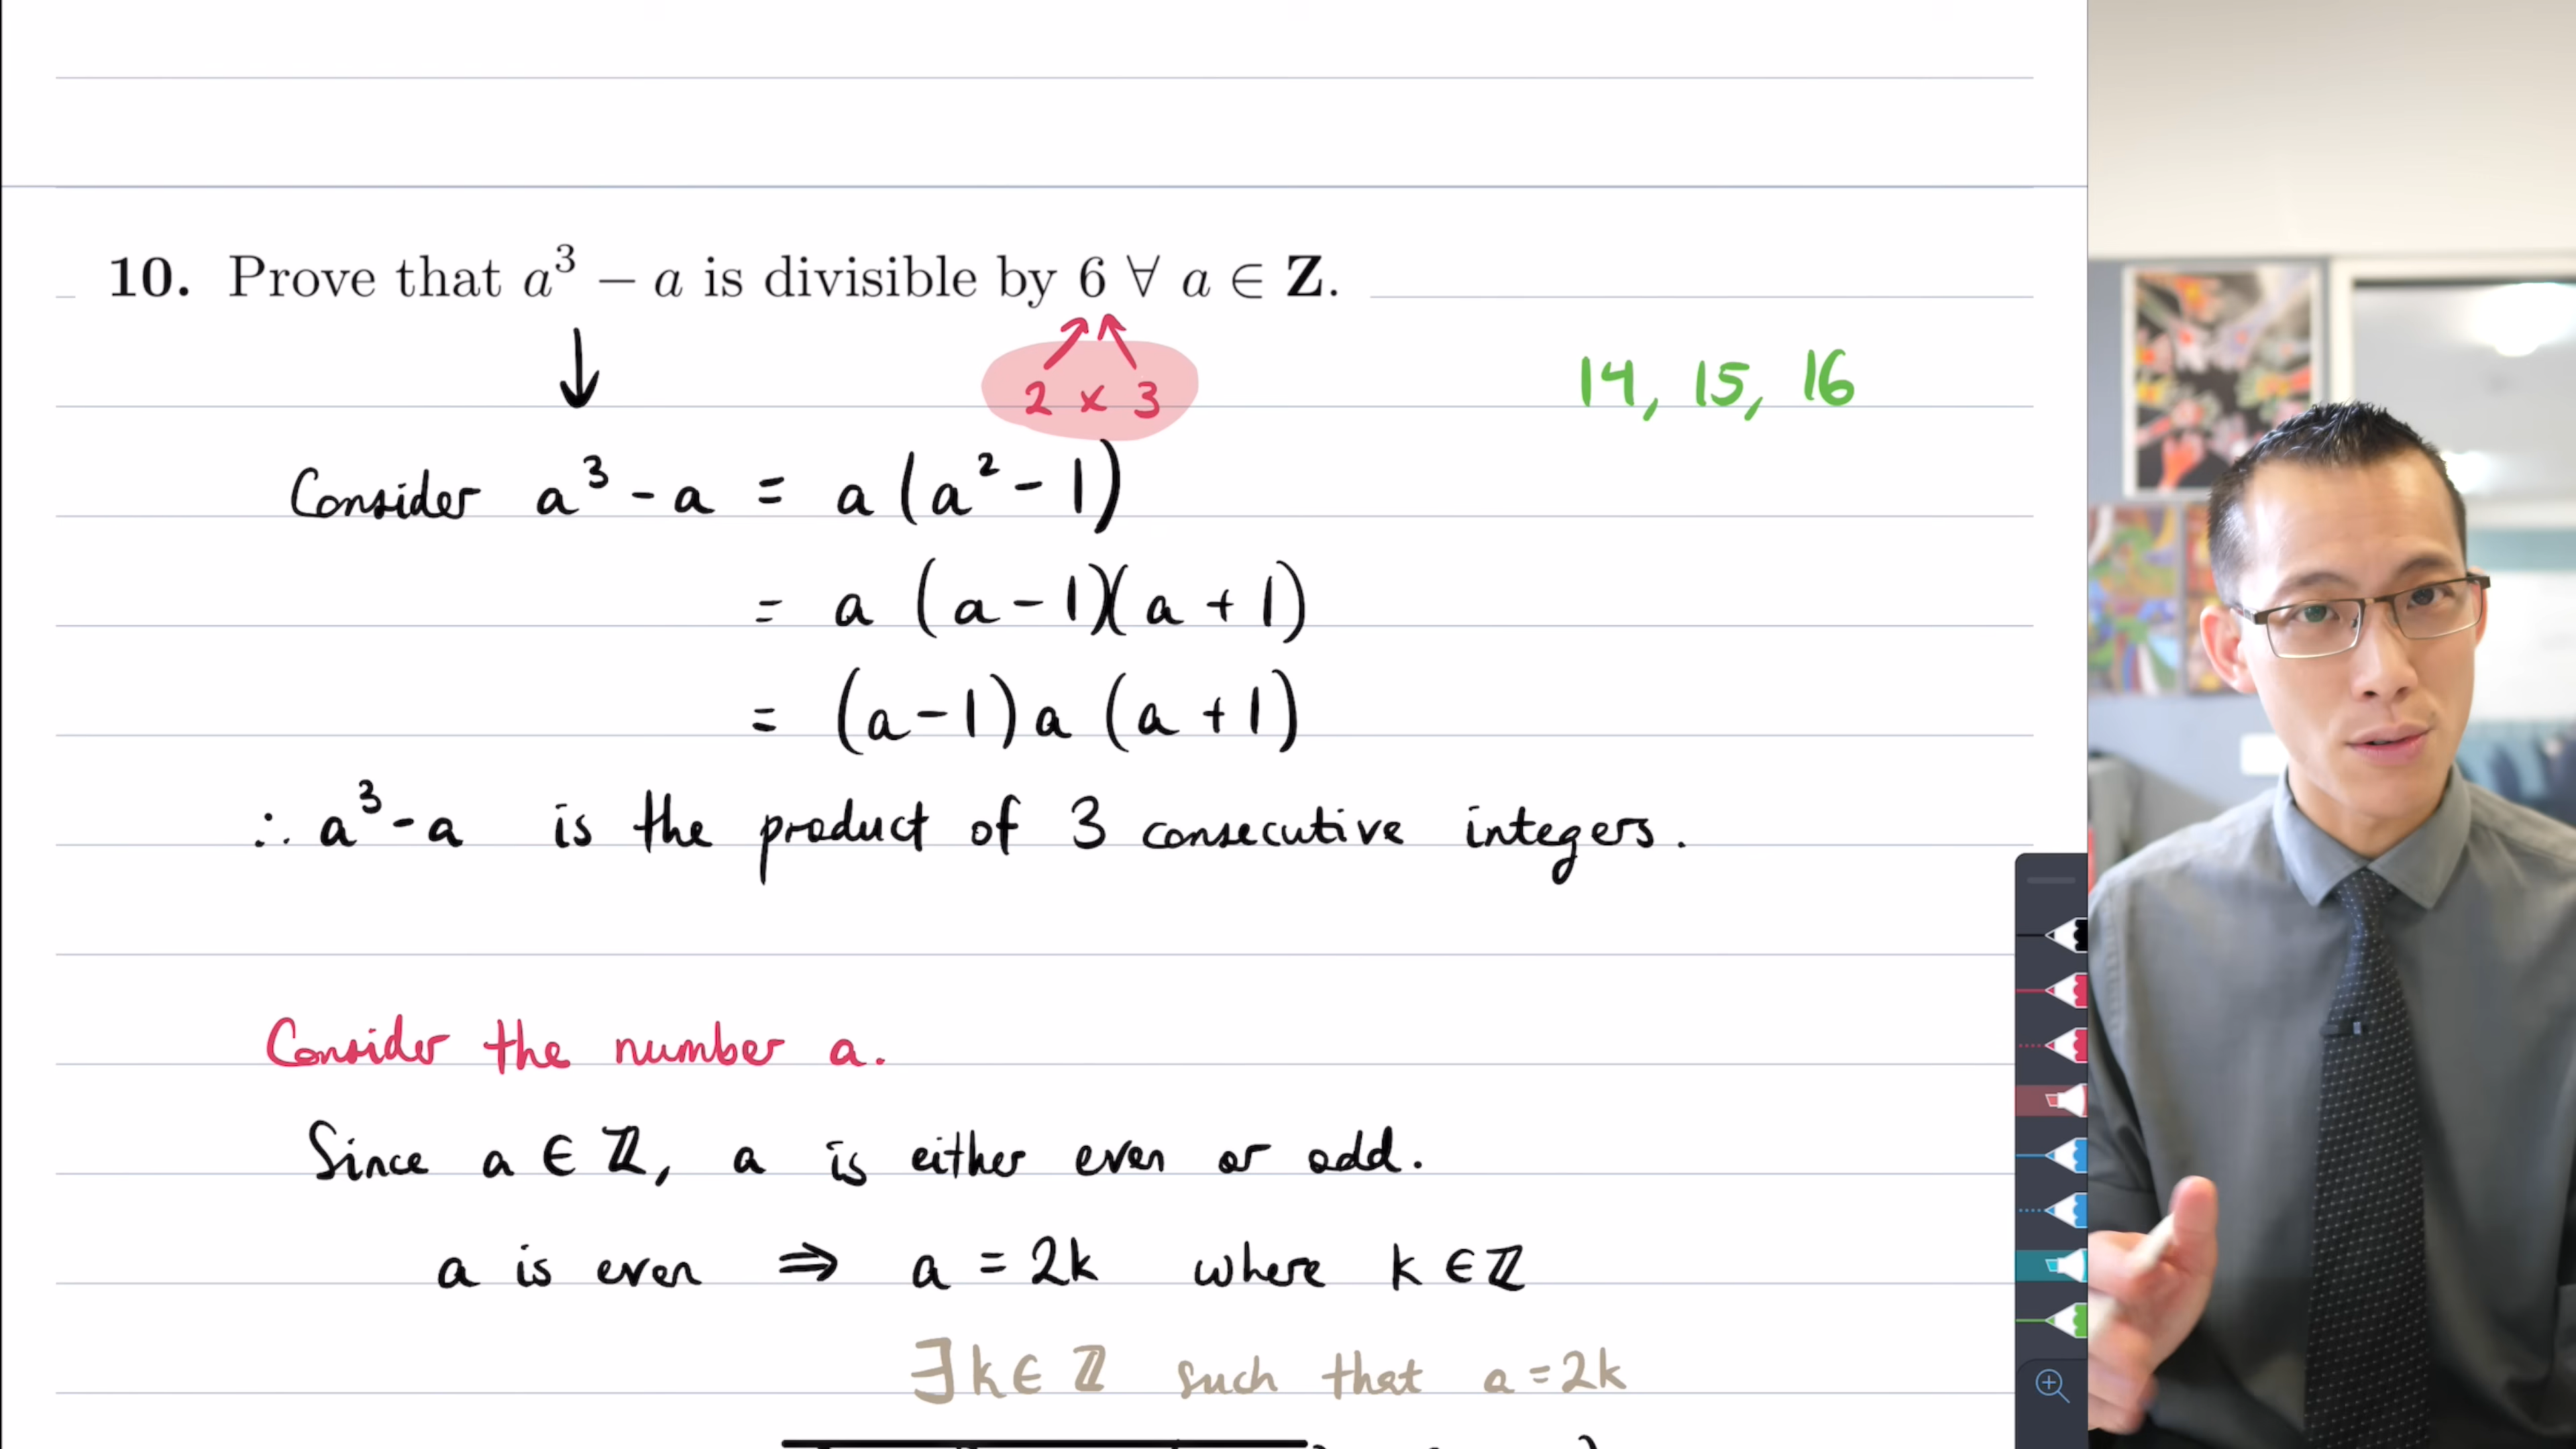 10. Prove that a³ − a is divisible by 6 ∀ a ∈ Z.
2 × 3
14, 15, 16
Consider a³ - a = a (a² - 1)
= a (a - 1)(a + 1)
= (a - 1) a (a + 1)
∴ a³ - a is the product of 3 consecutive integers.
Consider the number a.
Since a ∈ ℤ, a is either even or odd.
a is even ⇒ a = 2k where k ∈ ℤ
∃ k ∈ ℤ such that a = 2k